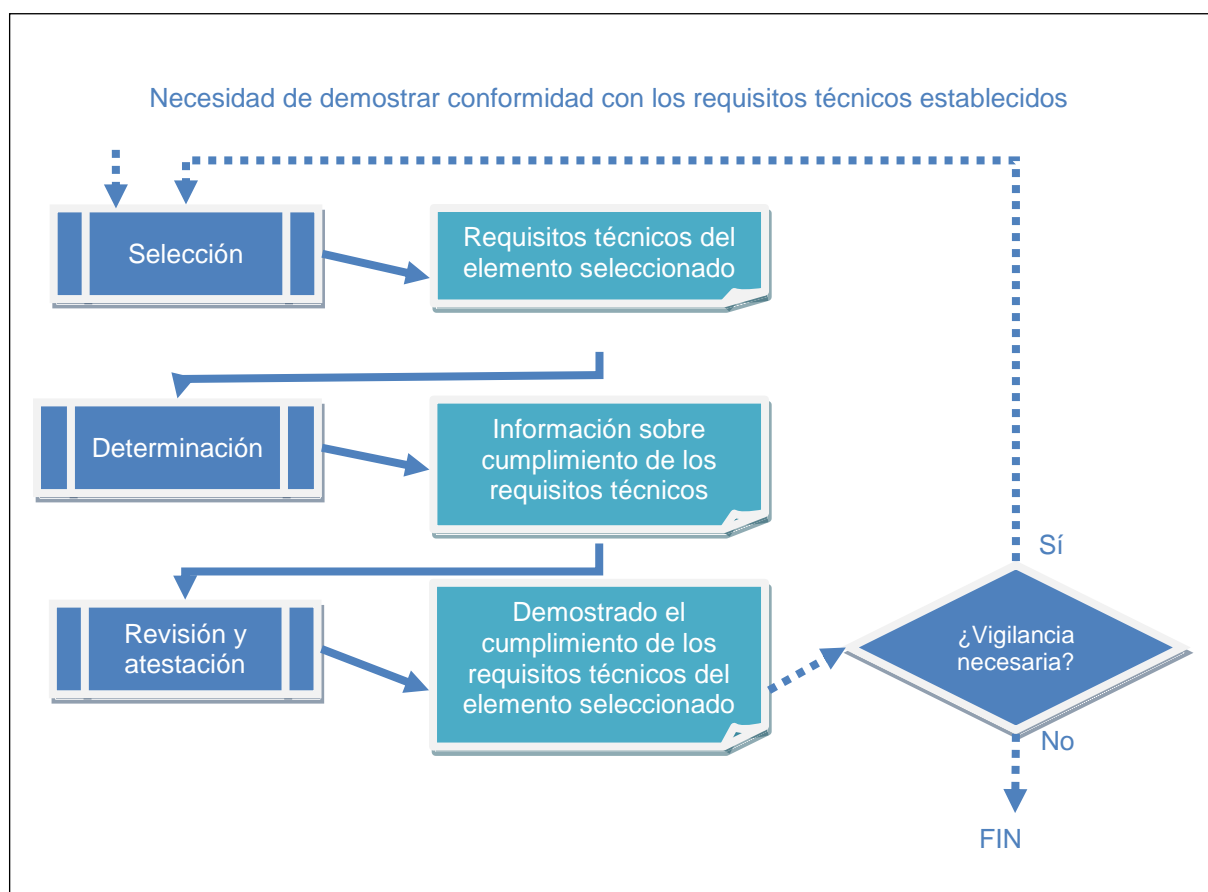 Necesidad de demostrar conformidad con los requisitos técnicos establecidos
Selección
Requisitos técnicos del
elemento seleccionado
Determinación
Información sobre
cumplimiento de los
requisitos técnicos
Revisión y
atestación
Demostrado el
cumplimiento de los
requisitos técnicos del
elemento seleccionado
Sí
¿Vigilancia
necesaria?
No
FIN